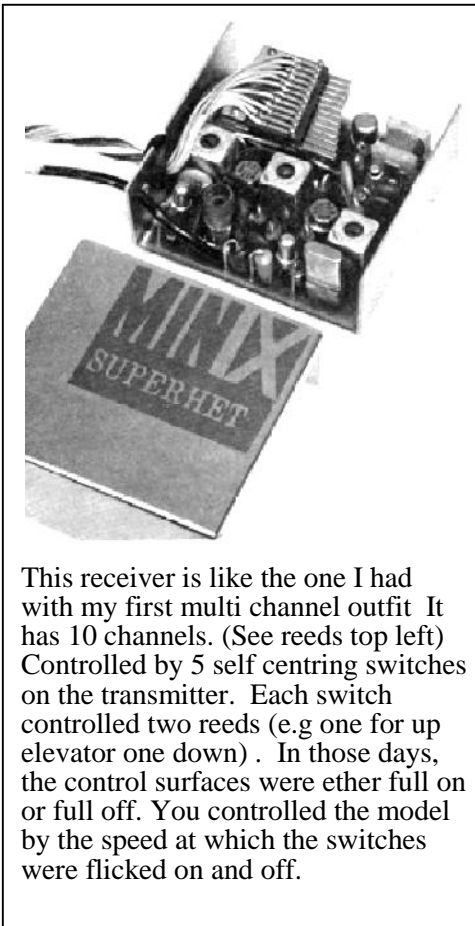 MINIX
SUPERHET
This receiver is like the one I had
with my first multi channel outfit It
has 10 channels. (See reeds top left)
Controlled by 5 self centring switches
on the transmitter. Each switch
controlled two reeds (e.g one for up
elevator one down) . In those days,
the control surfaces were ether full on
or full off. You controlled the model
by the speed at which the switches
were flicked on and off.